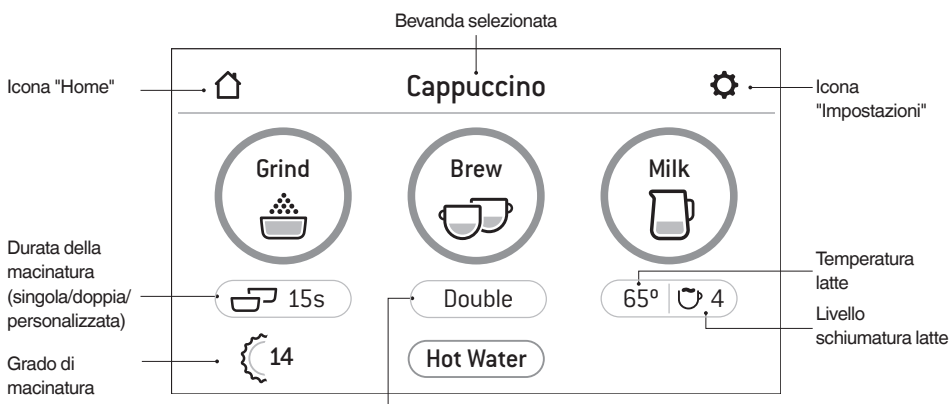 Bevanda selezionata
Icona "Home"
Cappuccino
Icona
"Impostazioni"
Grind
Brew
Milk
Durata della
macinatura
(singola/doppia/
personalizzata)
15s
Double
65º
4
Temperatura
latte
Livello
schiumatura latte
Grado di
macinatura
14
Hot Water